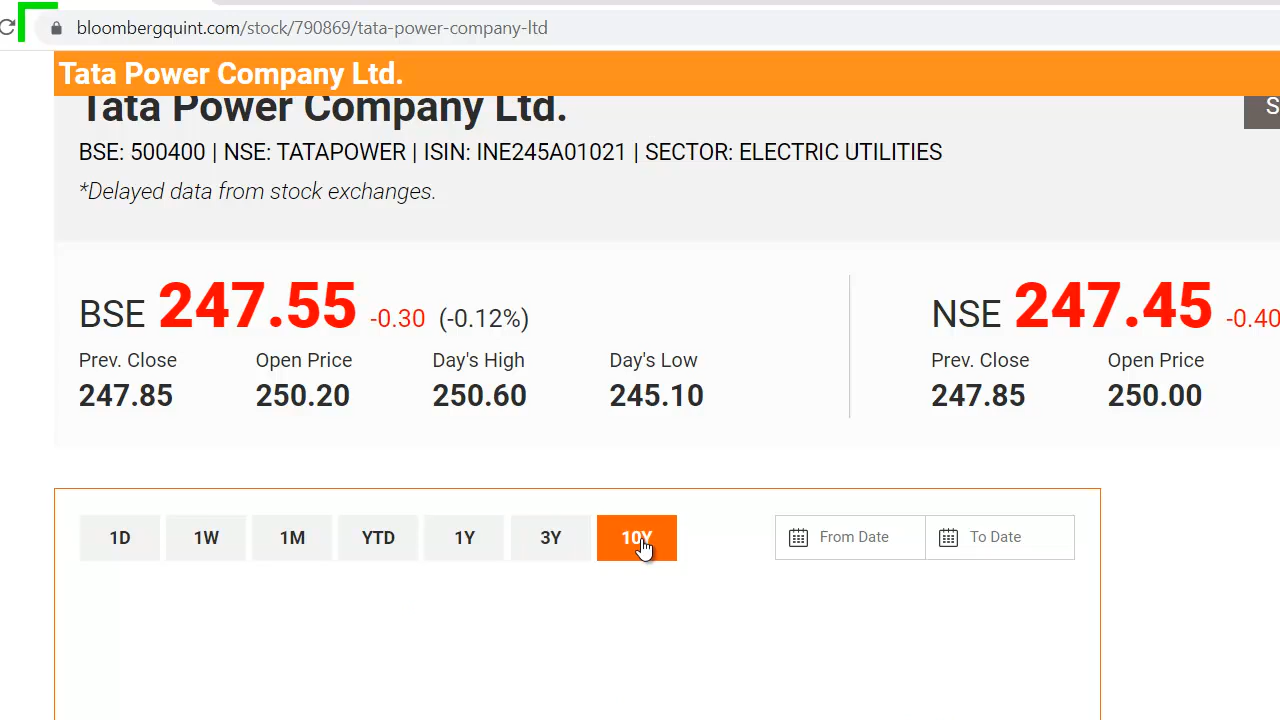 bloombergquint.com/stock/790869/tata-power-company-ltd
Tata Power Company Ltd.
Tata Power Company Ltd.
BSE: 500400 | NSE: TATAPOWER | ISIN: INE245A01021 | SECTOR: ELECTRIC UTILITIES
*Delayed data from stock exchanges.
BSE 247.55 -0.30 (-0.12%)
Prev. Close Open Price Day's High Day's Low
247.85 250.20 250.60 245.10
NSE 247.45 -0.40
Prev. Close Open Price
247.85 250.00
1D 1W 1M YTD 1Y 3Y 10Y From Date To Date